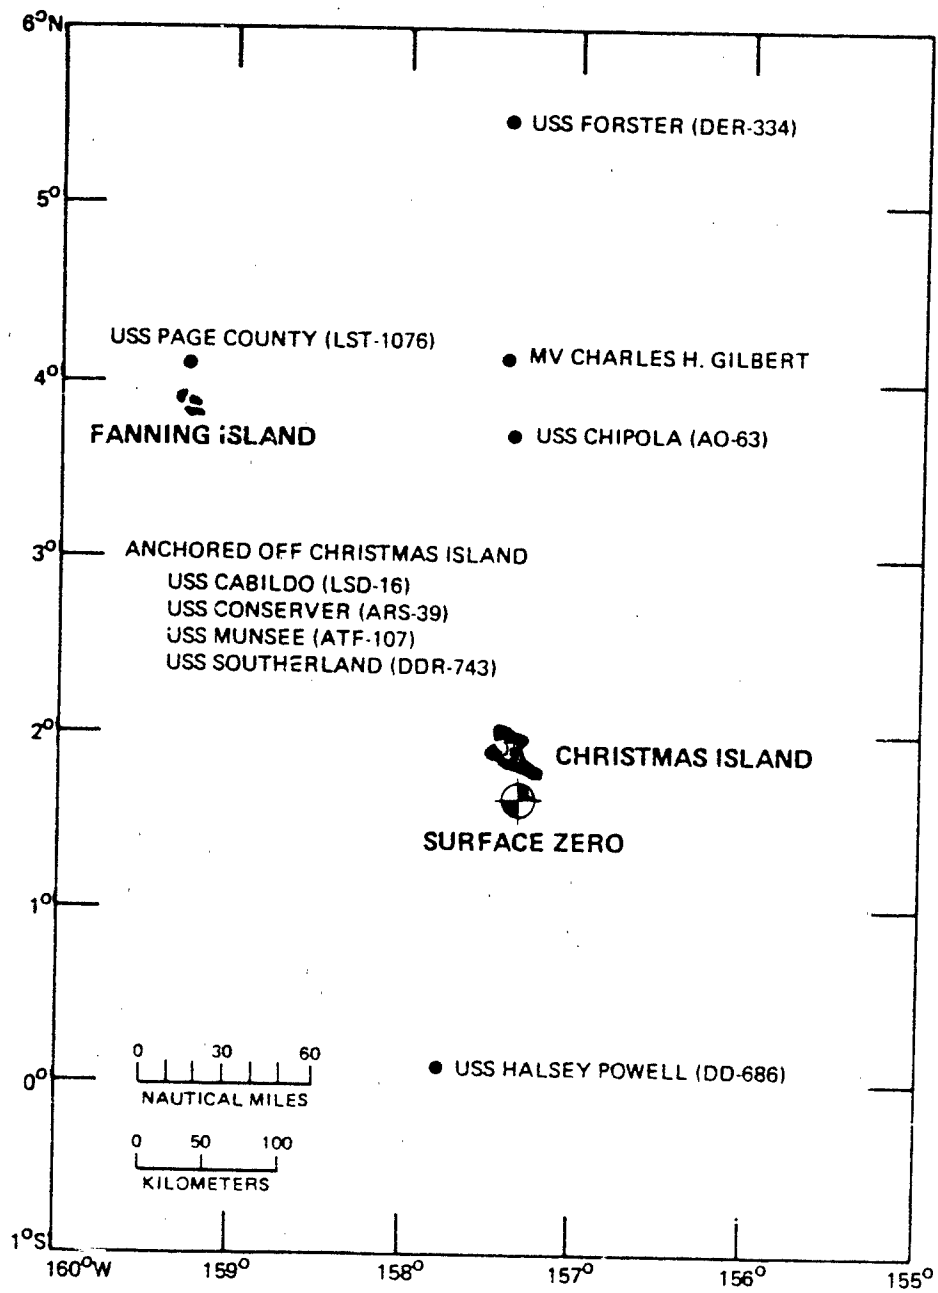 6°N
USS FORSTER (DER-334)
5°
USS PAGE COUNTY (LST-1076)
MV CHARLES H. GILBERT
4°
FANNING ISLAND
USS CHIPOLA (AO-63)
3°
ANCHORED OFF CHRISTMAS ISLAND
USS CABILDO (LSD-16)
USS CONSERVER (ARS-39)
USS MUNSEE (ATF-107)
USS SOUTHERLAND (DDR-743)
2°
CHRISTMAS ISLAND
SURFACE ZERO
1°
0 30 60
NAUTICAL MILES
0°
USS HALSEY POWELL (DD-686)
0 50 100
KILOMETERS
1°S
160°W 159° 158° 157° 156° 155°